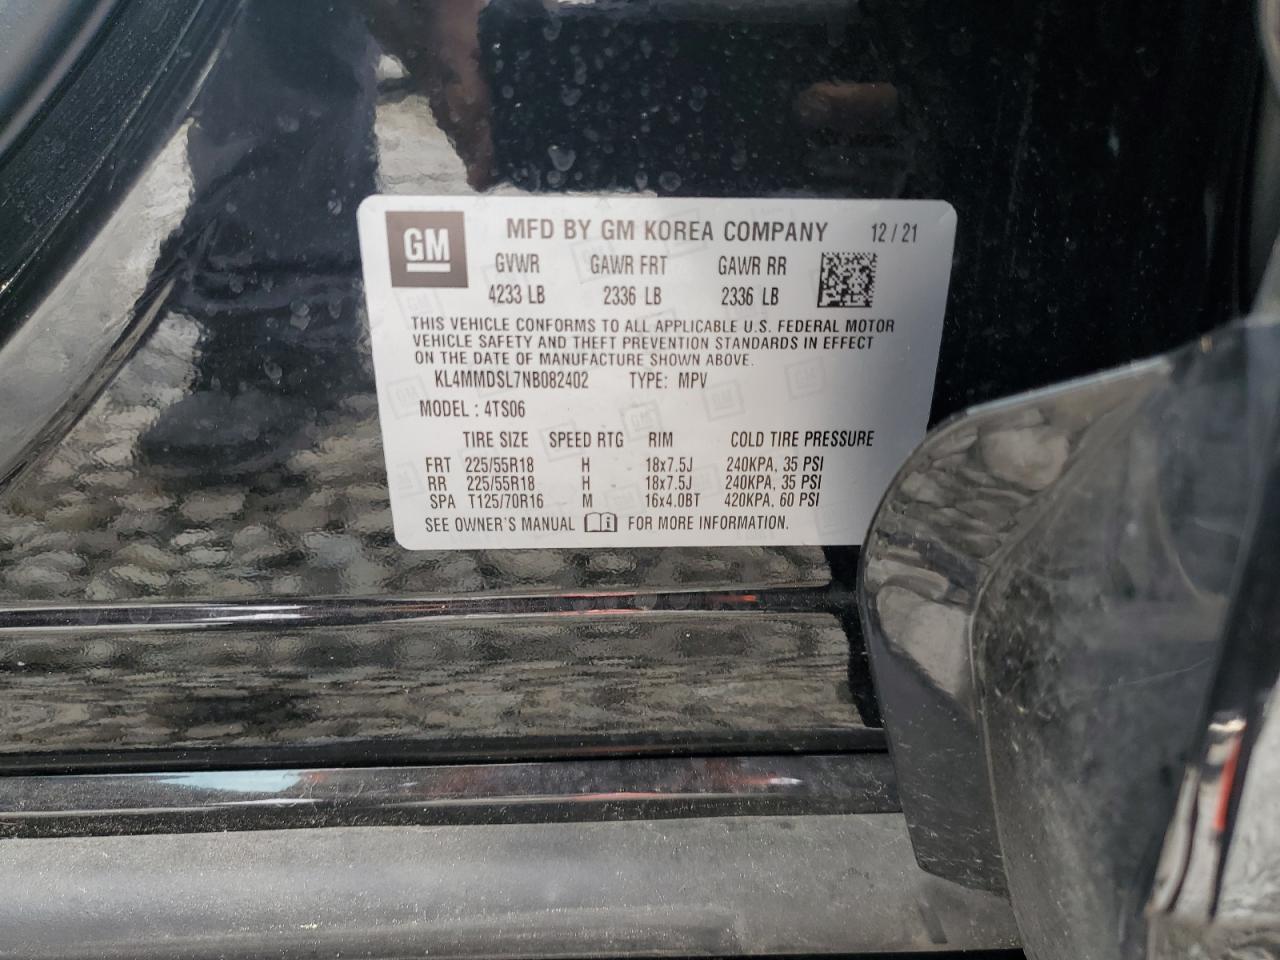 GM MFD BY GM KOREA COMPANY 12 / 21
GVWR GAWR FRT GAWR RR
4233 LB 2336 LB 2336 LB
THIS VEHICLE CONFORMS TO ALL APPLICABLE U.S. FEDERAL MOTOR
VEHICLE SAFETY AND THEFT PREVENTION STANDARDS IN EFFECT
ON THE DATE OF MANUFACTURE SHOWN ABOVE.
KL4MMDSL7NB082402 TYPE: MPV
MODEL : 4TS06
TIRE SIZE SPEED RTG RIM COLD TIRE PRESSURE
FRT 225/55R18 H 18x7.5J 240KPA, 35 PSI
RR 225/55R18 H 18x7.5J 240KPA, 35 PSI
SPA T125/70R16 M 16x4.0BT 420KPA, 60 PSI
SEE OWNER'S MANUAL i FOR MORE INFORMATION.